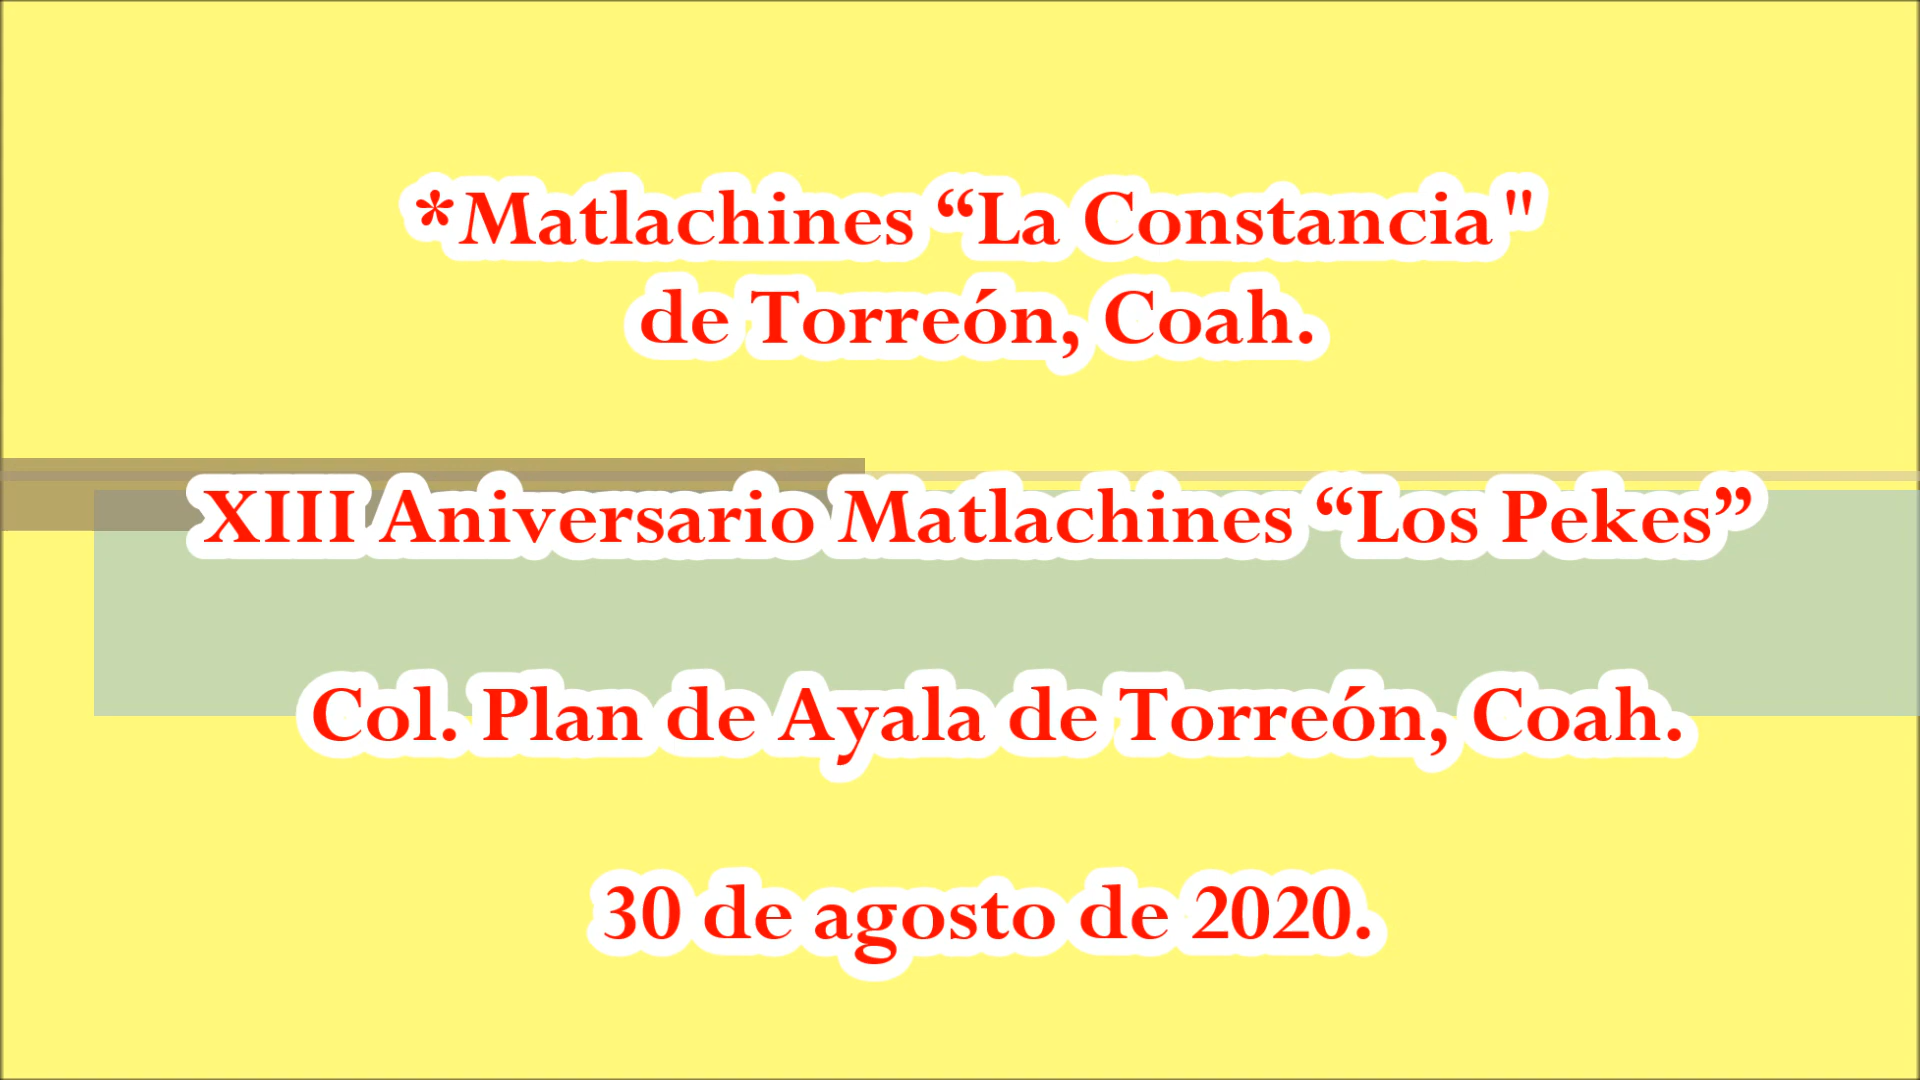 *Matlachines “La Constancia"
de Torreón, Coah.
XIII Aniversario Matlachines “Los Pekes”
Col. Plan de Ayala de Torreón, Coah.
30 de agosto de 2020.